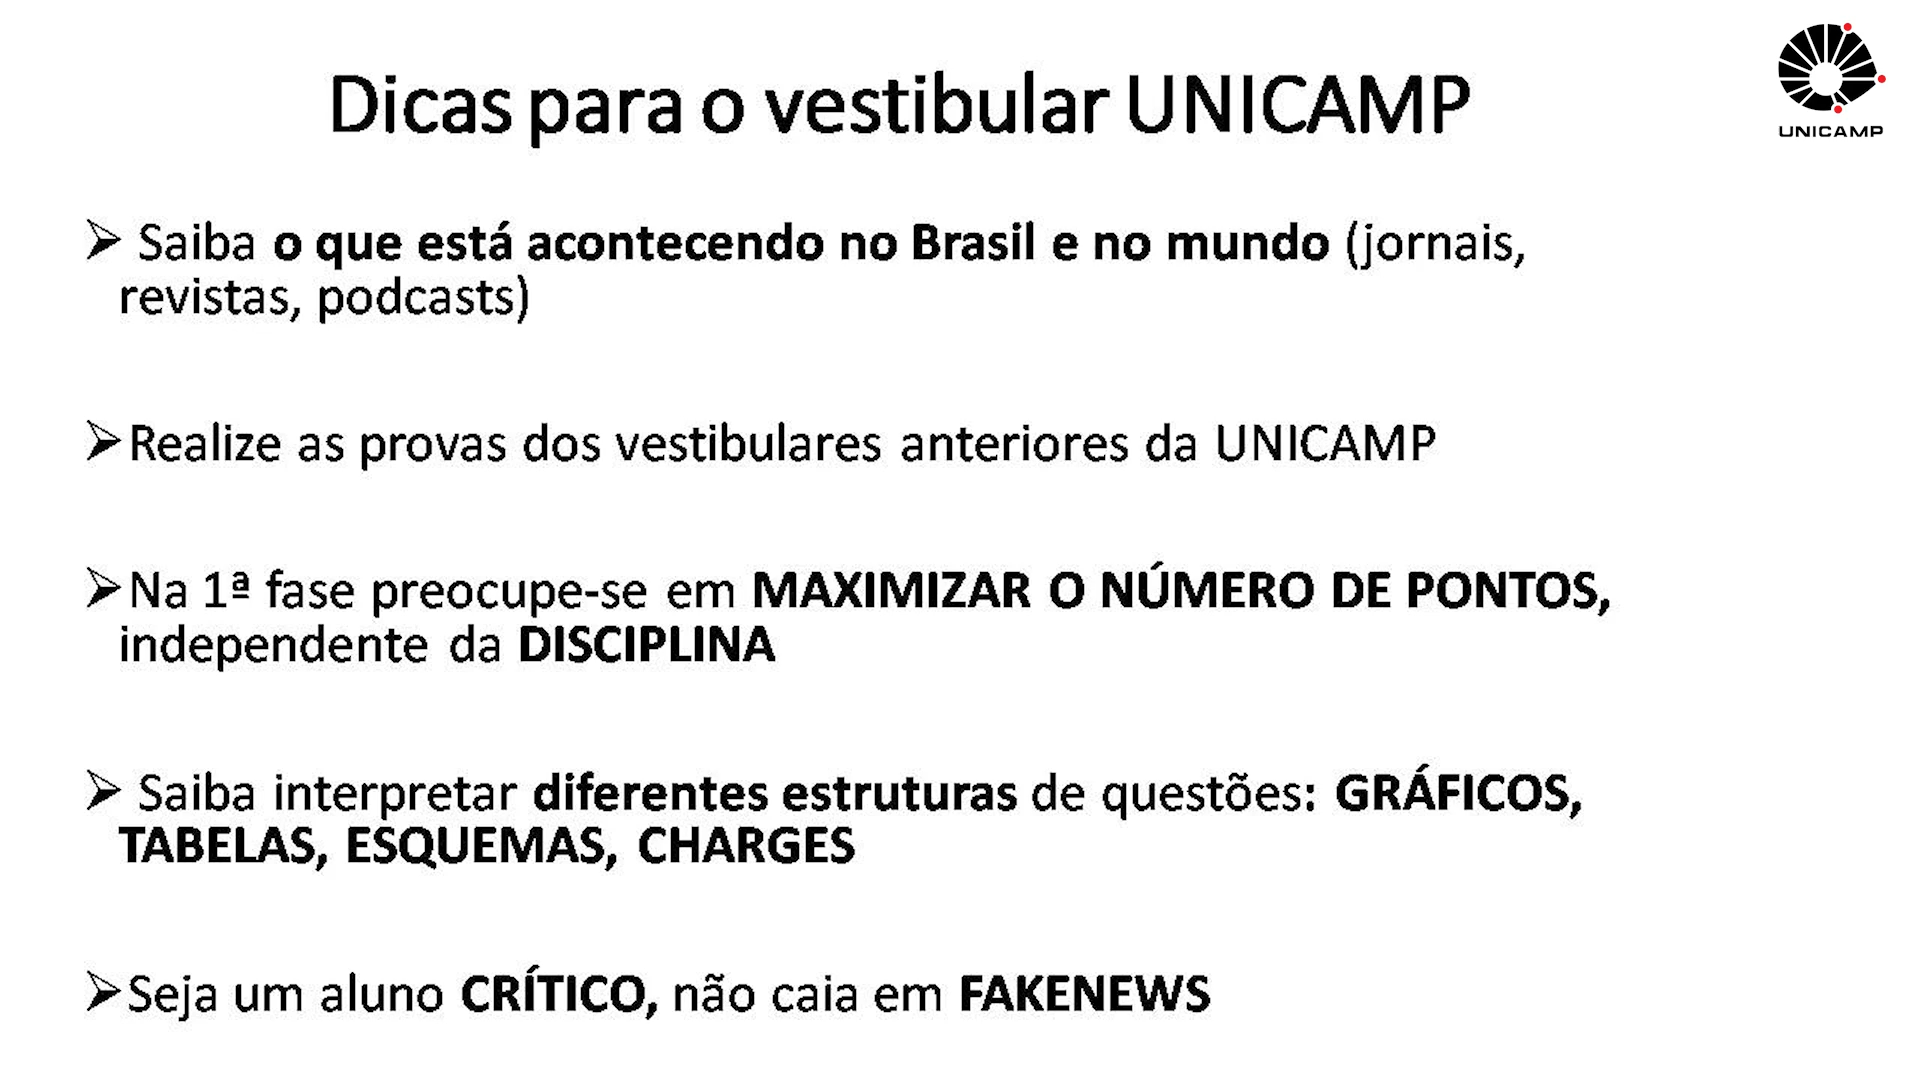 Dicas para o vestibular UNICAMP
UNICAMP
➢ Saiba o que está acontecendo no Brasil e no mundo (jornais,
revistas, podcasts)
➢Realize as provas dos vestibulares anteriores da UNICAMP
➢Na 1ª fase preocupe-se em MAXIMIZAR O NÚMERO DE PONTOS,
independente da DISCIPLINA
➢ Saiba interpretar diferentes estruturas de questões: GRÁFICOS,
TABELAS, ESQUEMAS, CHARGES
➢Seja um aluno CRÍTICO, não caia em FAKENEWS